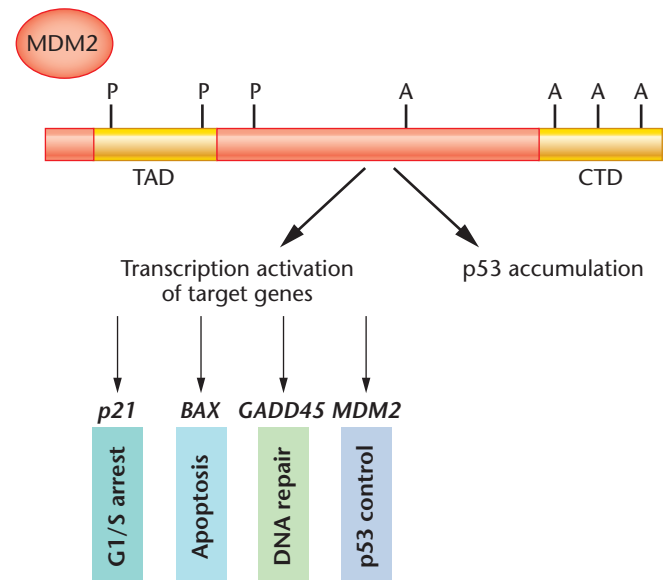 MDM2
P P P A A A A
TAD CTD
Transcription activation
of target genes
p53 accumulation
p21 BAX GADD45 MDM2
G1/S arrest
Apoptosis
DNA repair
p53 control